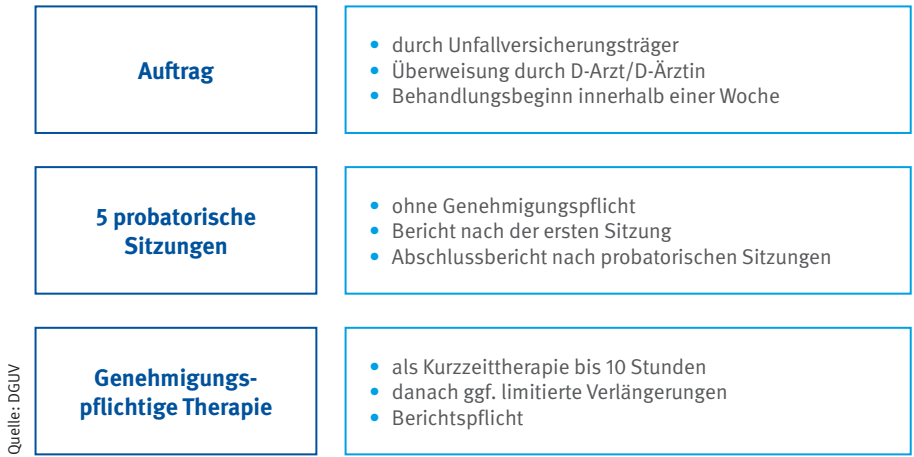 Auftrag
• durch Unfallversicherungsträger
• Überweisung durch D-Arzt/D-Ärztin
• Behandlungsbeginn innerhalb einer Woche
5 probatorische
Sitzungen
• ohne Genehmigungspflicht
• Bericht nach der ersten Sitzung
• Abschlussbericht nach probatorischen Sitzungen
Genehmigungs-
pflichtige Therapie
• als Kurzzeittherapie bis 10 Stunden
• danach ggf. limitierte Verlängerungen
• Berichtspflicht
Quelle: DGUV